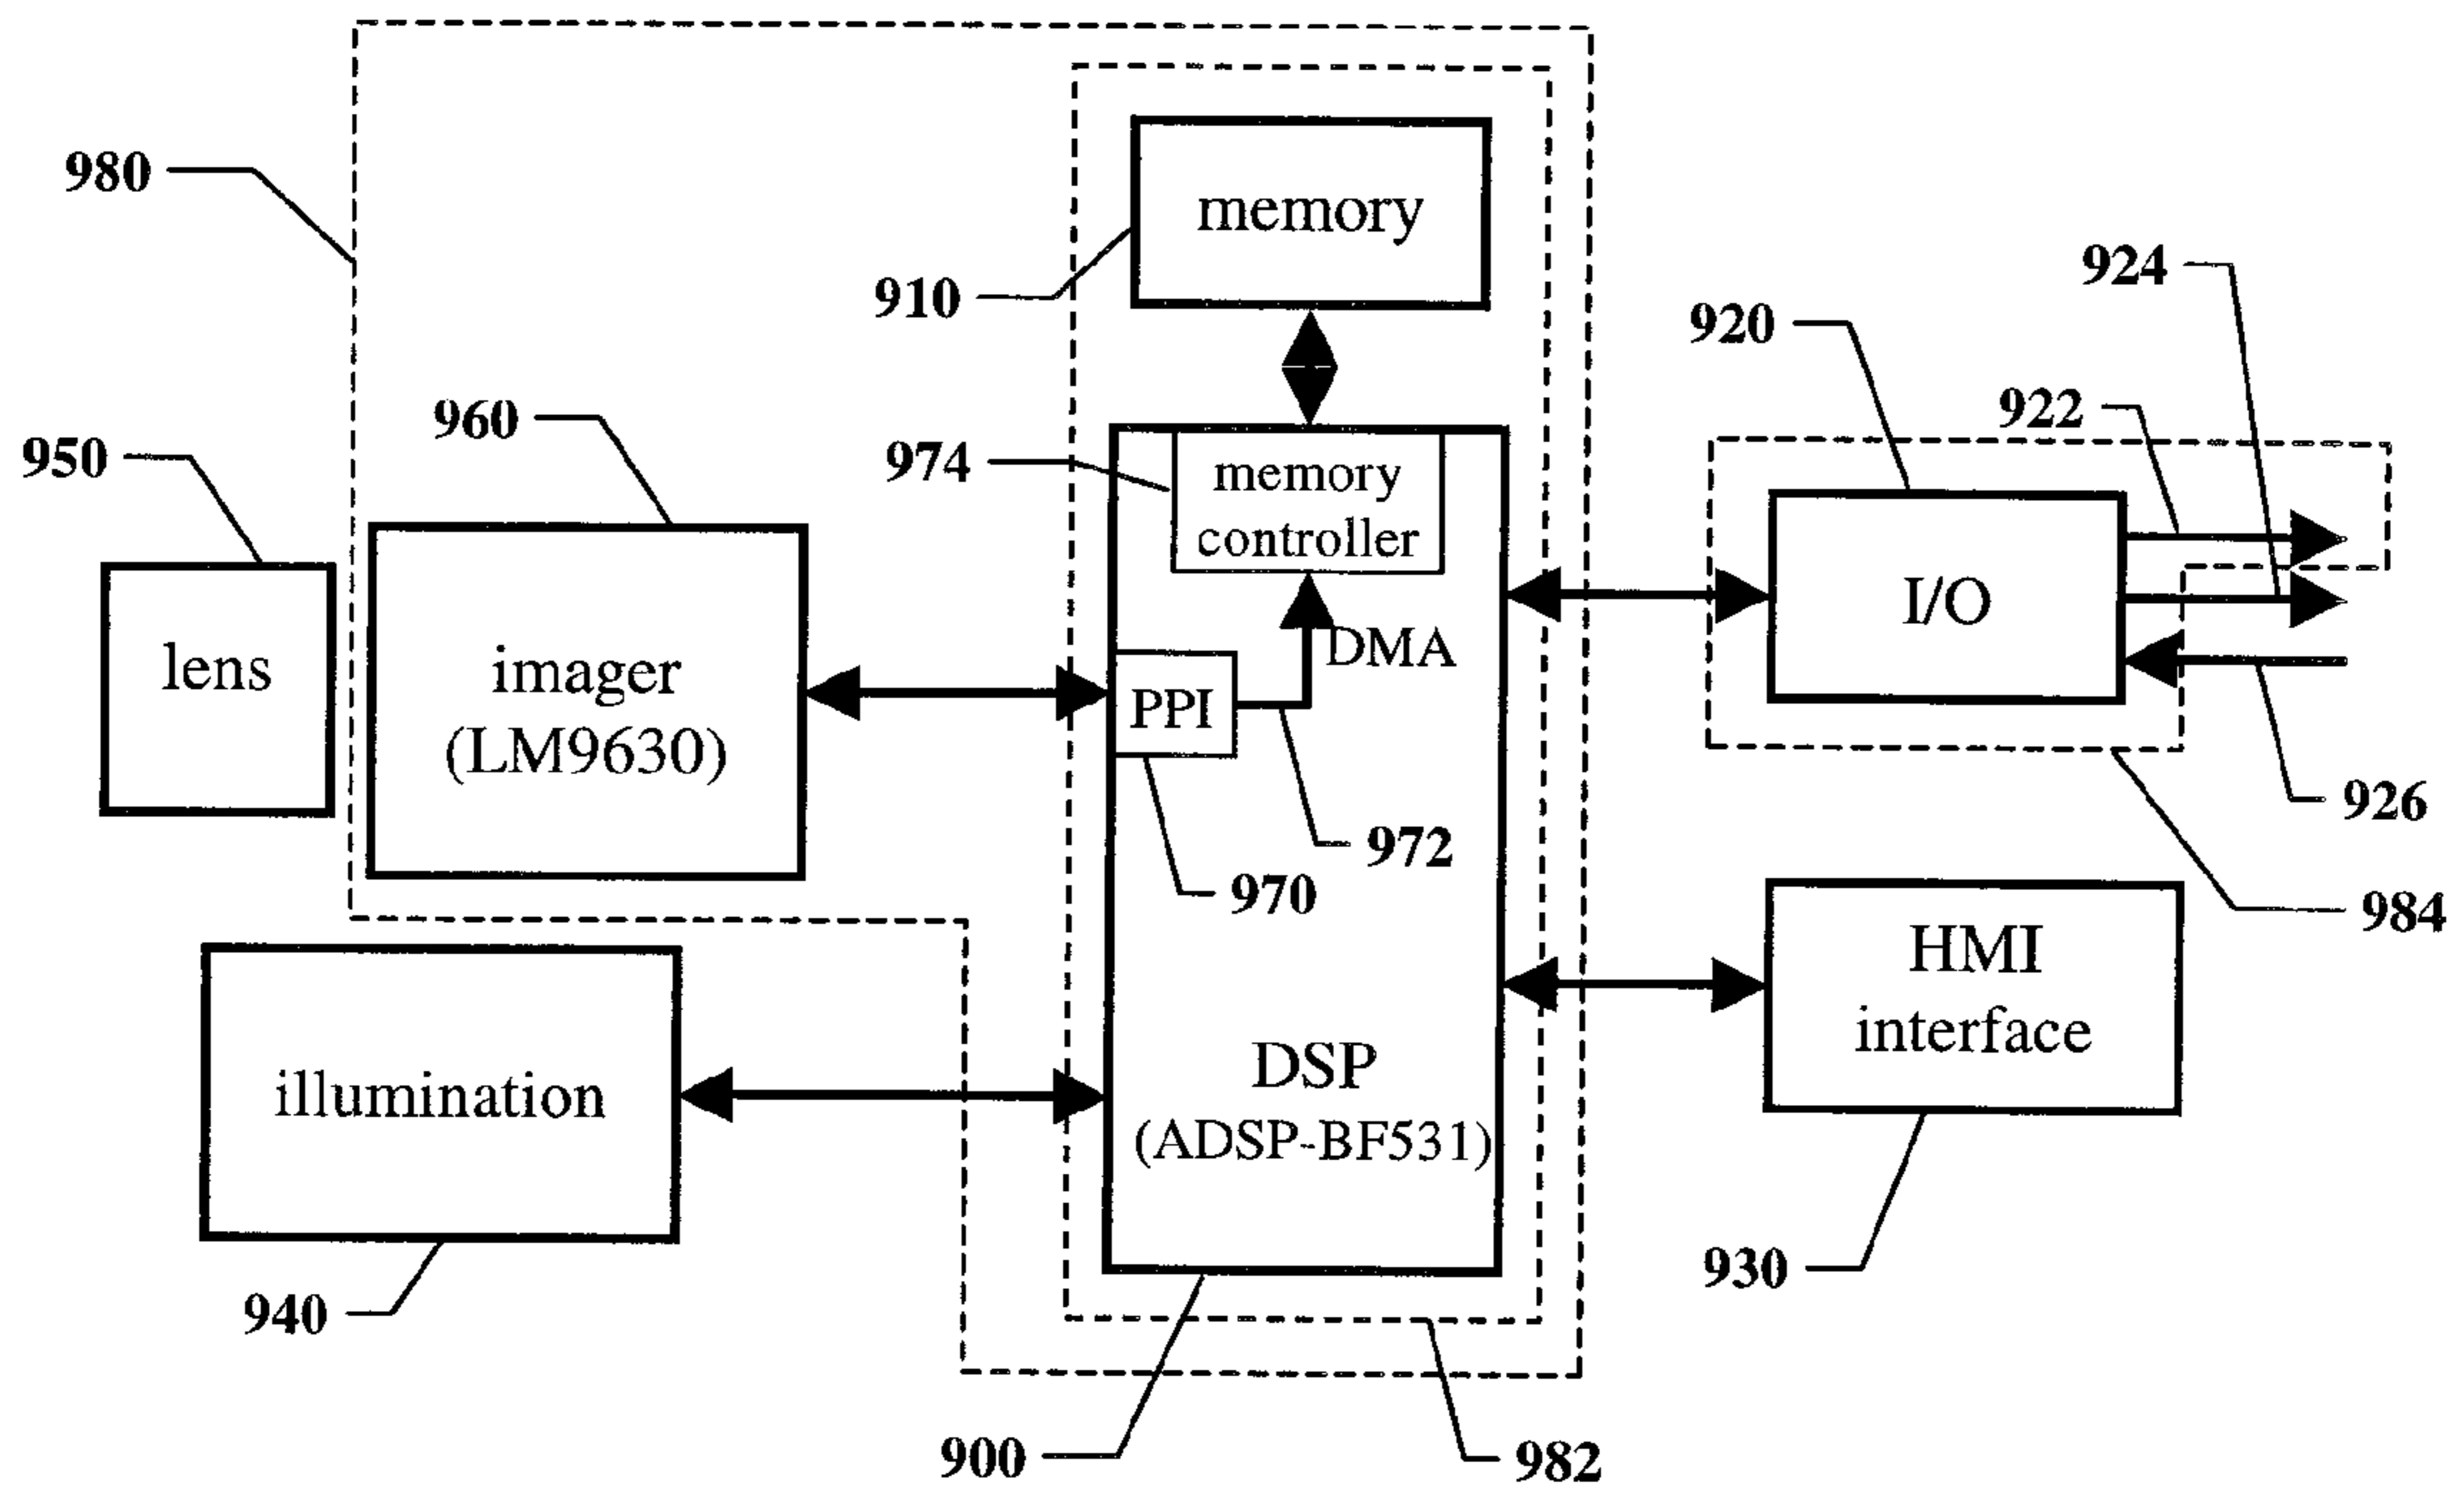 980
memory
910
924
920
922
960
950
974
memory
controller
I/O
lens
imager
(LM9630)
DMA
PPI
926
972
970
984
HMI
interface
illumination
DSP
(ADSP-BF531)
930
940
900
982